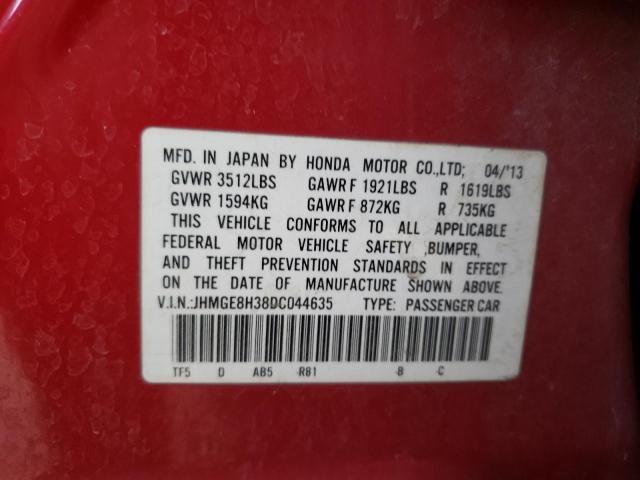 MFD. IN JAPAN BY HONDA MOTOR CO.,LTD; 04/'13
GVWR 3512LBS GAWR F 1921LBS R 1619LBS
GVWR 1594KG GAWR F 872KG R 735KG
THIS VEHICLE CONFORMS TO ALL APPLICABLE
FEDERAL MOTOR VEHICLE SAFETY ,BUMPER,
AND THEFT PREVENTION STANDARDS IN EFFECT
ON THE DATE OF MANUFACTURE SHOWN ABOVE.
V.I.N.:JHMGE8H38DC044635 TYPE: PASSENGER CAR
TF5 D AB5 -R81 -B -C